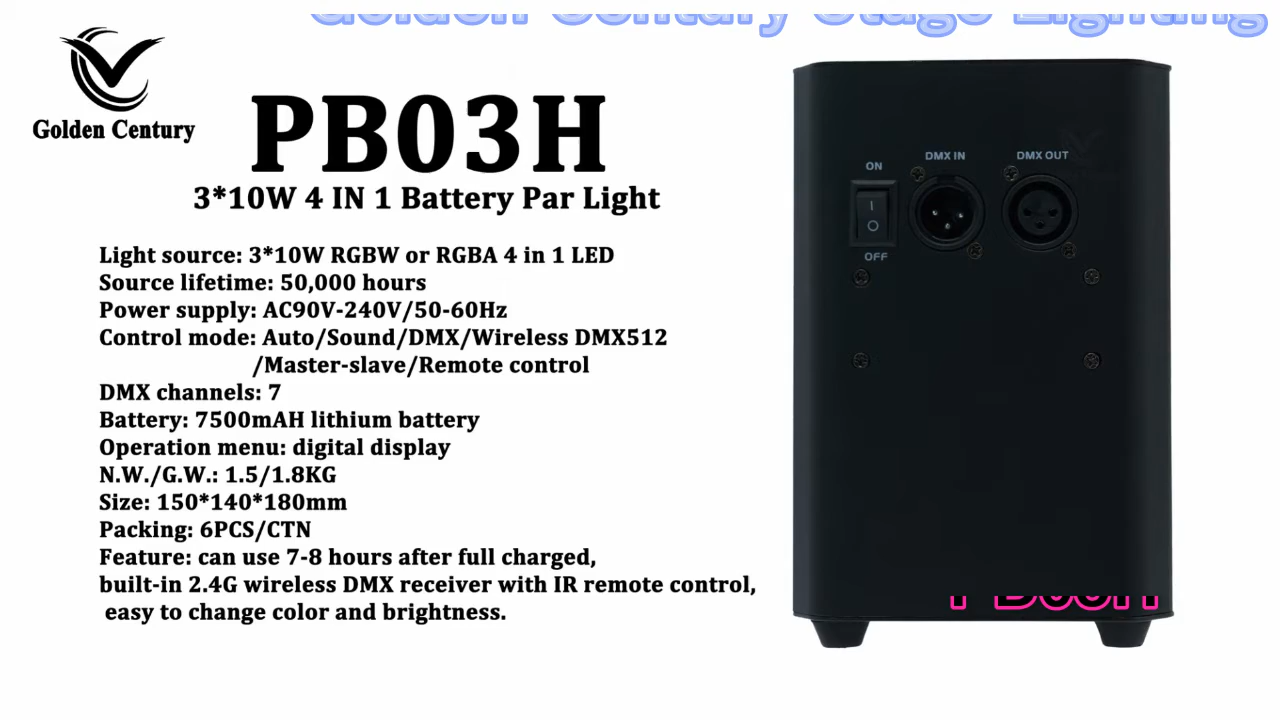 Golden Century Stage Lighting
Golden Century
PB03H
3*10W 4 IN 1 Battery Par Light
Light source: 3*10W RGBW or RGBA 4 in 1 LED
Source lifetime: 50,000 hours
Power supply: AC90V-240V/50-60Hz
Control mode: Auto/Sound/DMX/Wireless DMX512
/Master-slave/Remote control
DMX channels: 7
Battery: 7500mAH lithium battery
Operation menu: digital display
N.W./G.W.: 1.5/1.8KG
Size: 150*140*180mm
Packing: 6PCS/CTN
Feature: can use 7-8 hours after full charged,
built-in 2.4G wireless DMX receiver with IR remote control,
easy to change color and brightness.
ON
DMX IN
DMX OUT
OFF